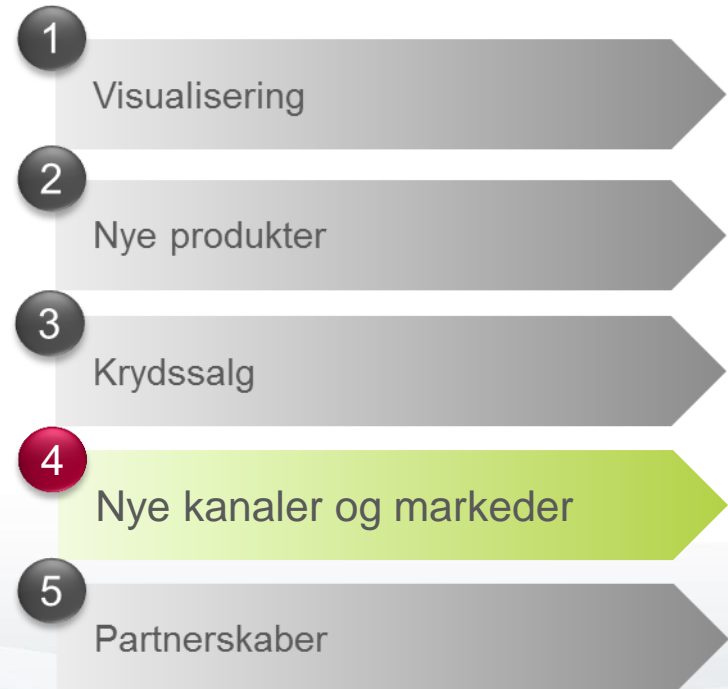 1
Visualisering
2
Nye produkter
3
Krydssalg
4
Nye kanaler og markeder
5
Partnerskaber